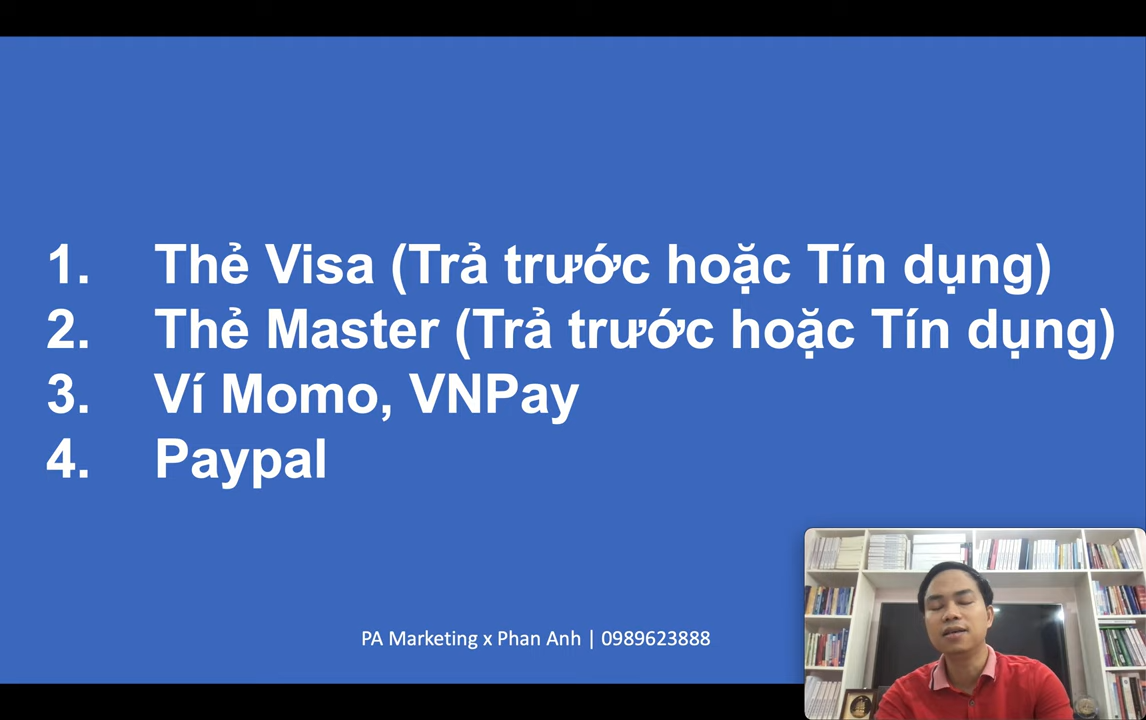 1. Thẻ Visa (Trả trước hoặc Tín dụng)
2. Thẻ Master (Trả trước hoặc Tín dụng)
3. Ví Momo, VNPay
4. Paypal
PA Marketing x Phan Anh | 0989623888